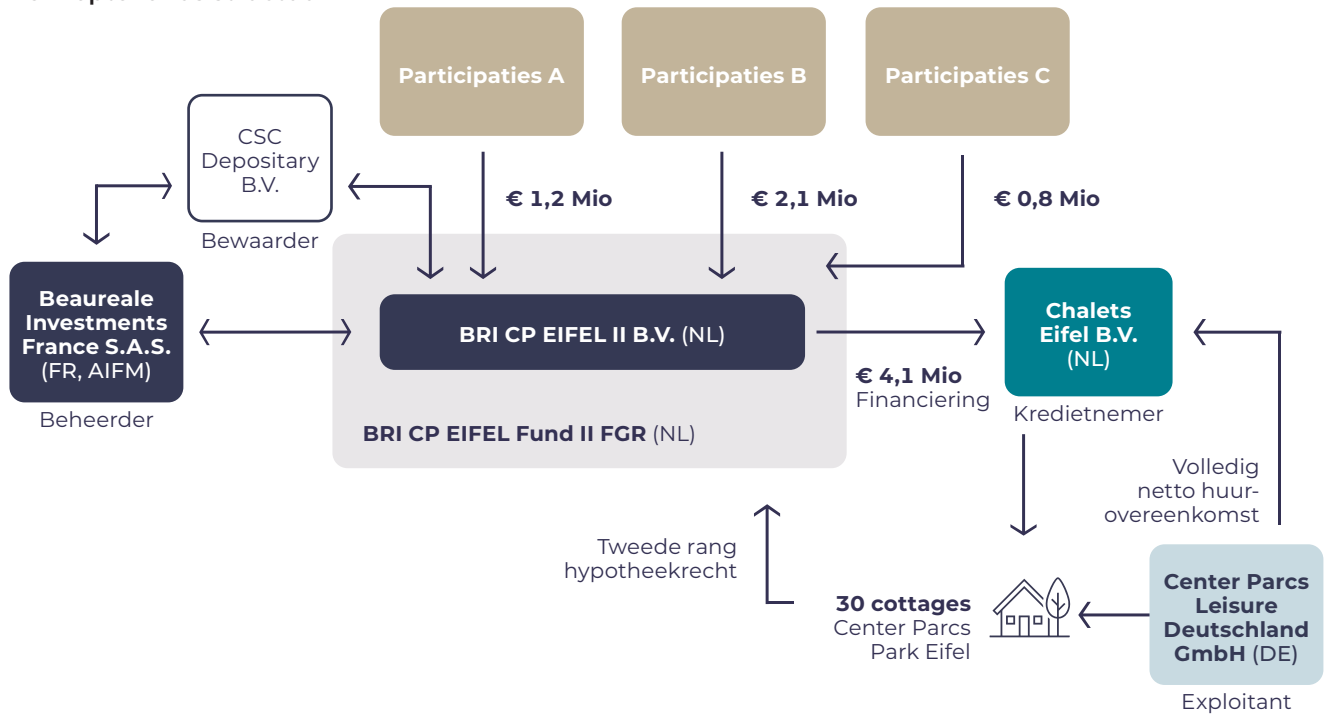 Participaties A
Participaties B
Participaties C
CSC
Depositary
B.V.
Bewaarder
€ 1,2 Mio
€ 2,1 Mio
€ 0,8 Mio
Beaureale
Investments
France S.A.S.
(FR, AIFM)
Beheerder
BRI CP EIFEL II B.V. (NL)
BRI CP EIFEL Fund II FGR (NL)
€ 4,1 Mio
Financiering
Chalets
Eifel B.V.
(NL)
Kredietnemer
Volledig
netto huur-
overeenkomst
Tweede rang
hypotheekrecht
30 cottages
Center Parcs
Park Eifel
Center Parcs
Leisure
Deutschland
GmbH (DE)
Exploitant